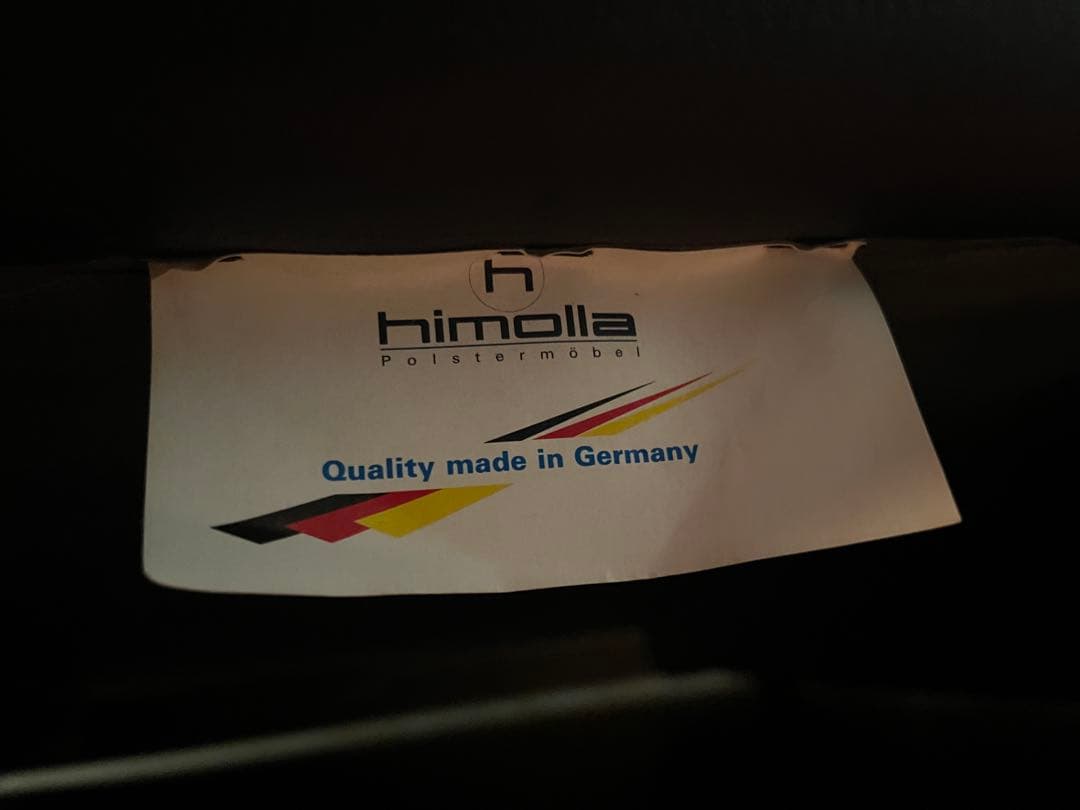 h
himolla
Polstermöbel
Quality made in Germany